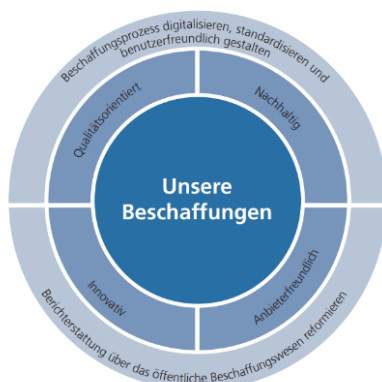 Beschaffungsprozess digitalisieren, standardisieren und
benutzerfreundlich gestalten
Qualitätsorientiert
Nachhaltig
Unsere
Beschaffungen
Innovativ
Anbieterfreundlich
Berichterstattung über das öffentliche Beschaffungswesen reformieren